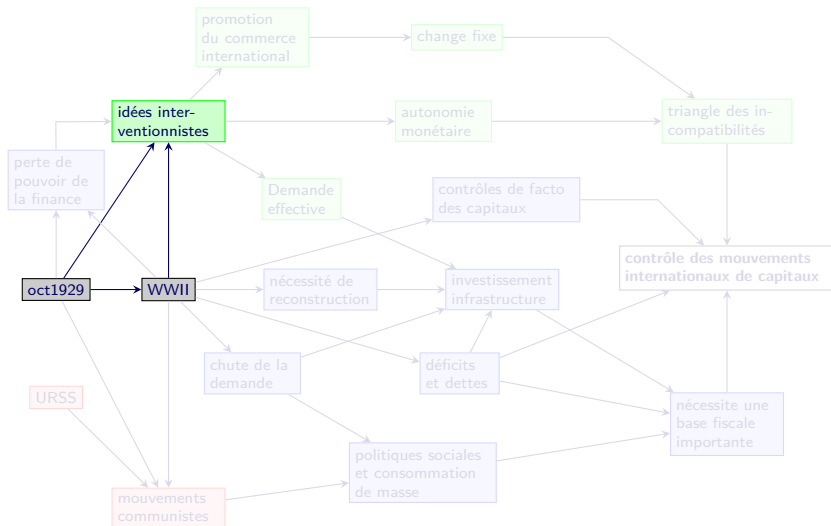 promotion
du commerce
international
change fixe
idées inter-
ventionnistes
autonomie
monétaire
triangle des in-
compatibilités
perte de
pouvoir de
la finance
Demande
effective
contrôles de facto
des capitaux
contrôle des mouvements
internationaux de capitaux
oct1929
WWII
nécessité de
reconstruction
investissement
infrastructure
chute de la
demande
déficits
et dettes
URSS
nécessite une
base fiscale
importante
politiques sociales
et consommation
de masse
mouvements
communistes